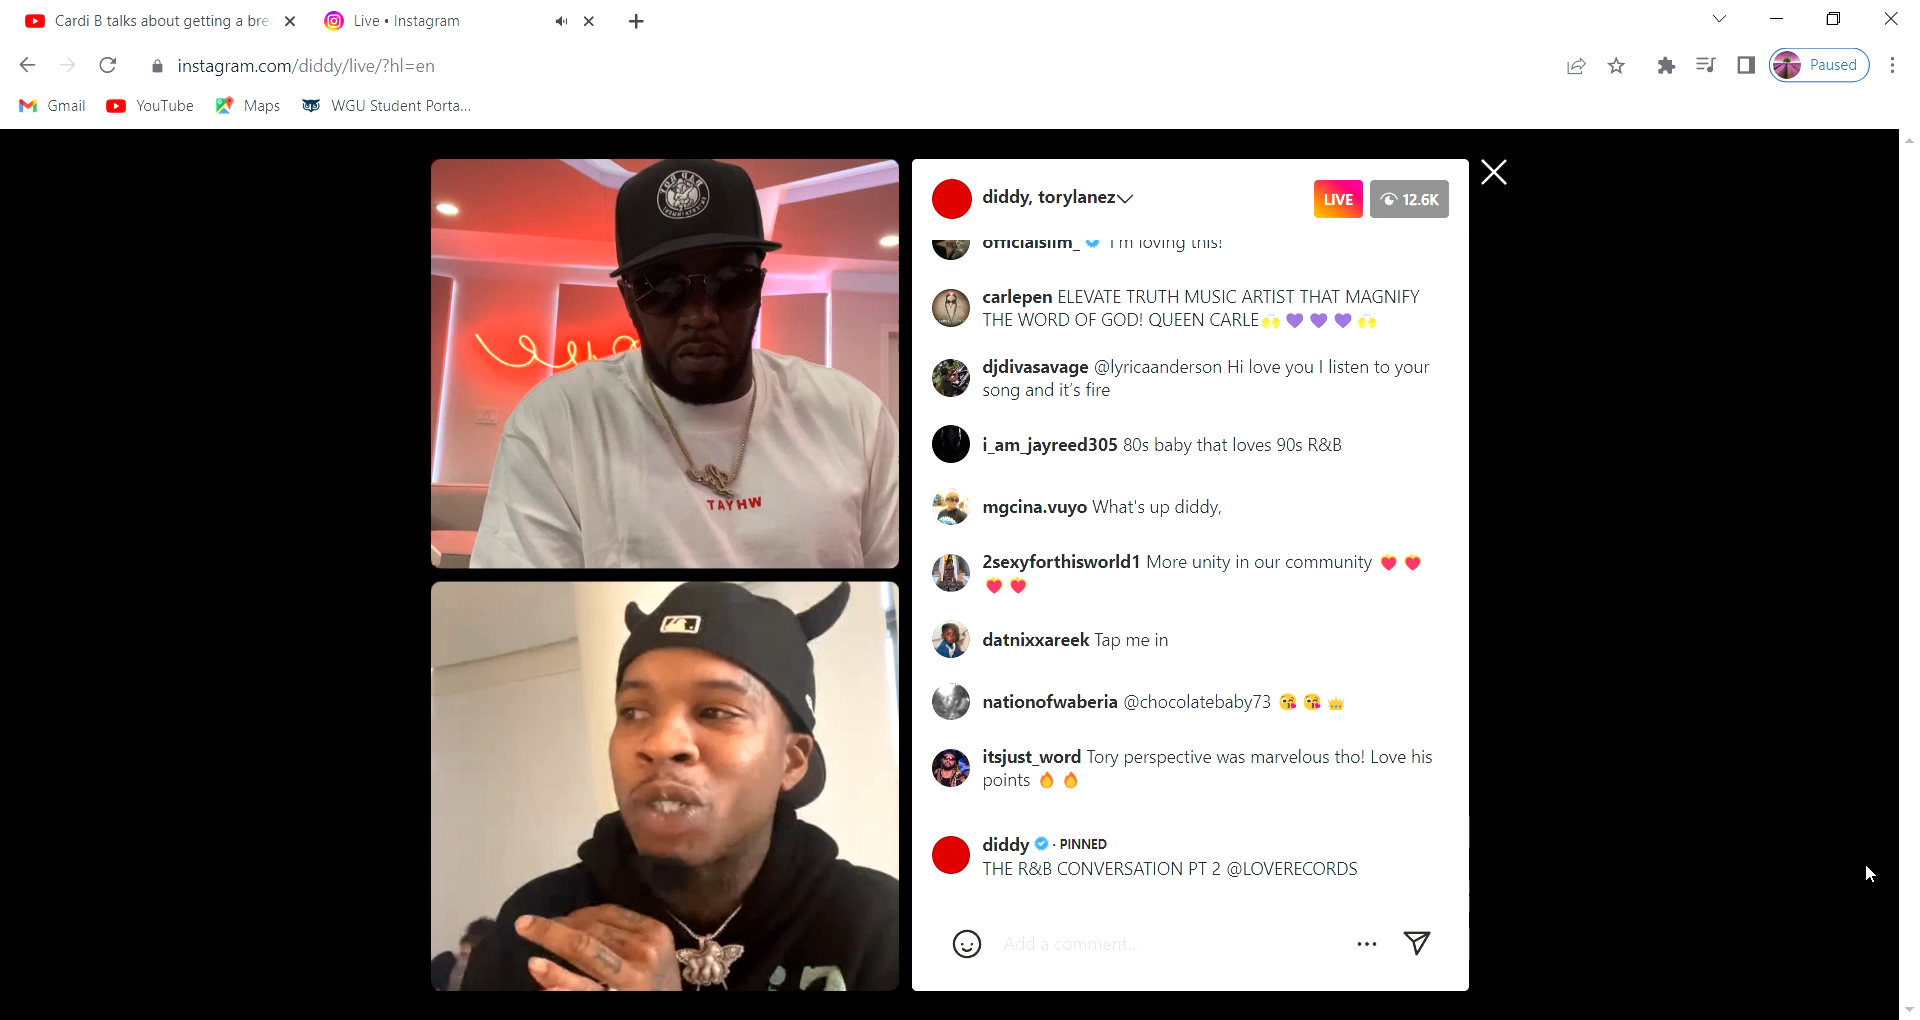 Cardi B talks about getting a bre
Live • Instagram
instagram.com/diddy/live/?hl=en
Paused
Gmail
YouTube
Maps
WGU Student Porta...
TAYHW
diddy, torylanez
LIVE
12.6K
officialslim_ I'm loving this!
carlepen ELEVATE TRUTH MUSIC ARTIST THAT MAGNIFY
THE WORD OF GOD! QUEEN CARLE🙌 💜 💜 💜 🙌
djdivasavage @lyricaanderson Hi love you I listen to your
song and it's fire
i_am_jayreed305 80s baby that loves 90s R&B
mgcina.vuyo What's up diddy,
2sexyforthisworld1 More unity in our community 💝 💝
💝 💝
datnixxareek Tap me in
nationofwaberia @chocolatebaby73 😘 😘 👑
itsjust_word Tory perspective was marvelous tho! Love his
points 🔥 🔥
diddy · PINNED
THE R&B CONVERSATION PT 2 @LOVERECORDS
Add a comment...